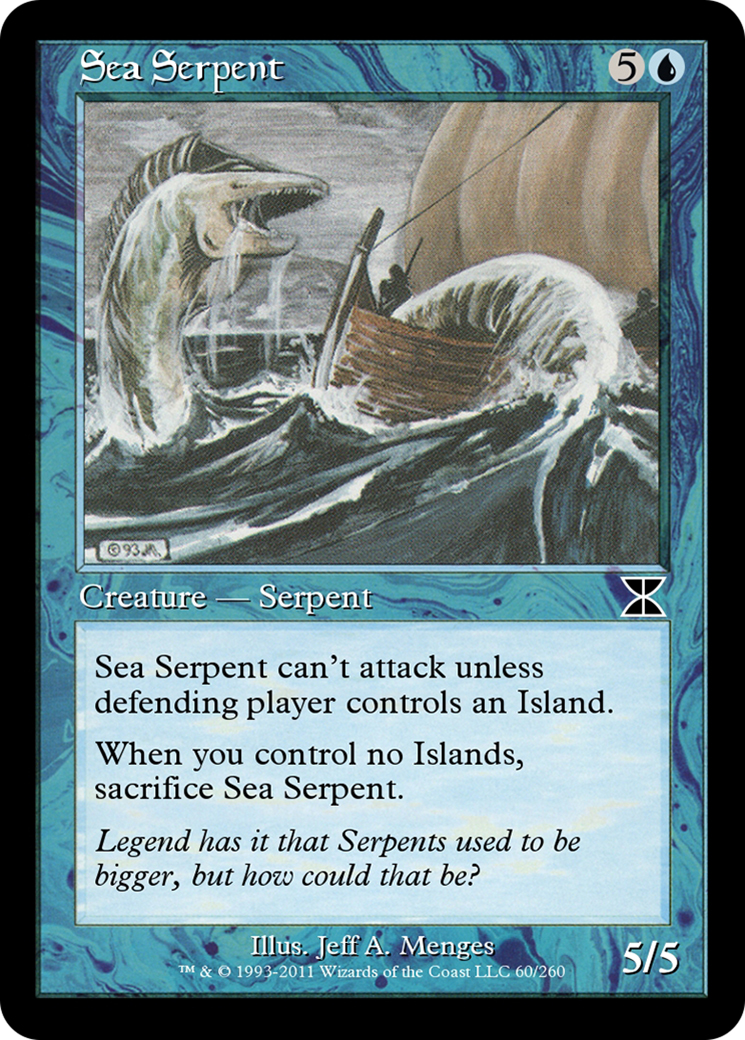 Sea Serpent 5
©93JM.
Creature — Serpent
Sea Serpent can't attack unless
defending player controls an Island.
When you control no Islands,
sacrifice Sea Serpent.
Legend has it that Serpents used to be
bigger, but how could that be?
Illus. Jeff A. Menges
™ & © 1993-2011 Wizards of the Coast LLC 60/260
5/5